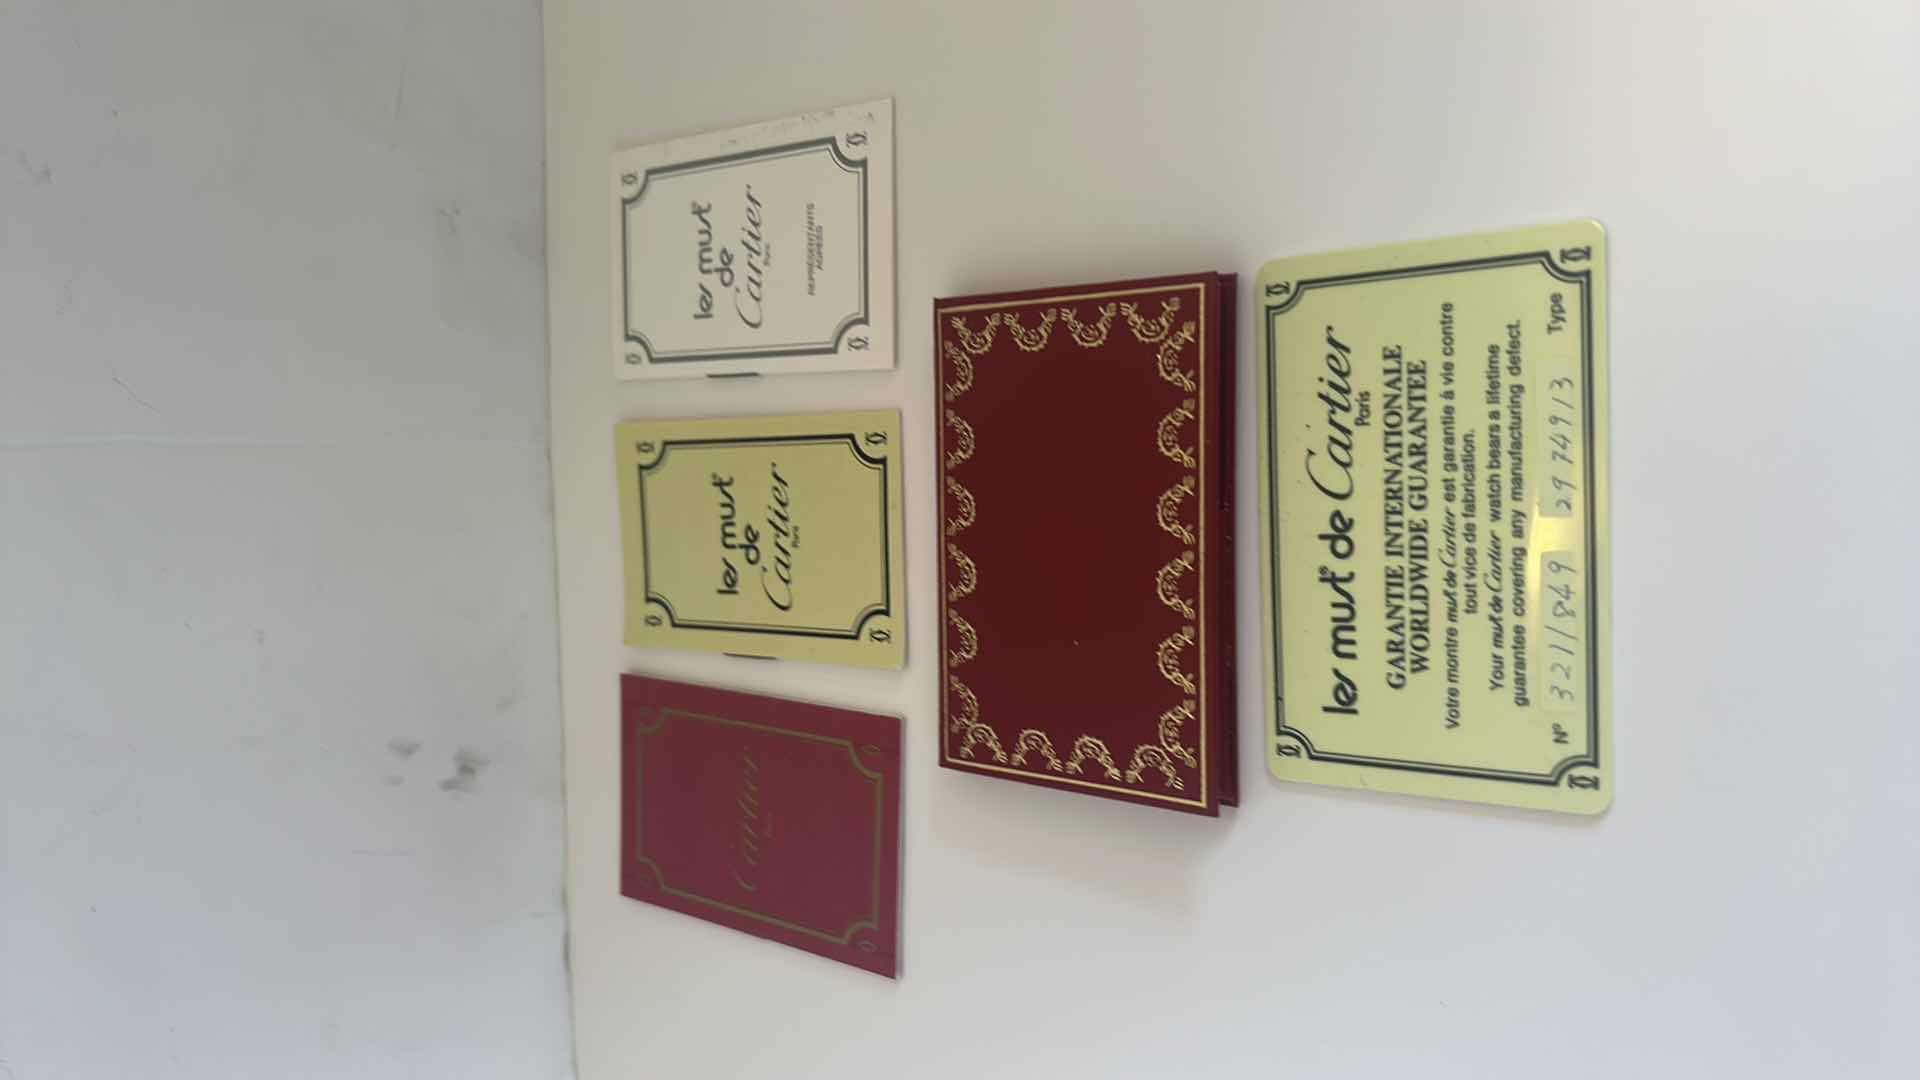 Cartier
Paris
les must
de
Cartier
Paris
les must
de
Cartier
Paris
REPRÉSENTANTS
AGRÉÉS
les must de Cartier
Paris
GARANTIE INTERNATIONALE
WORLDWIDE GUARANTEE
Votre montre must de Cartier est garantie à vie contre
tout vice de fabrication.
Your must de Cartier watch bears a lifetime
guarantee covering any manufacturing defect.
Nº 321/849 29749/3 Type